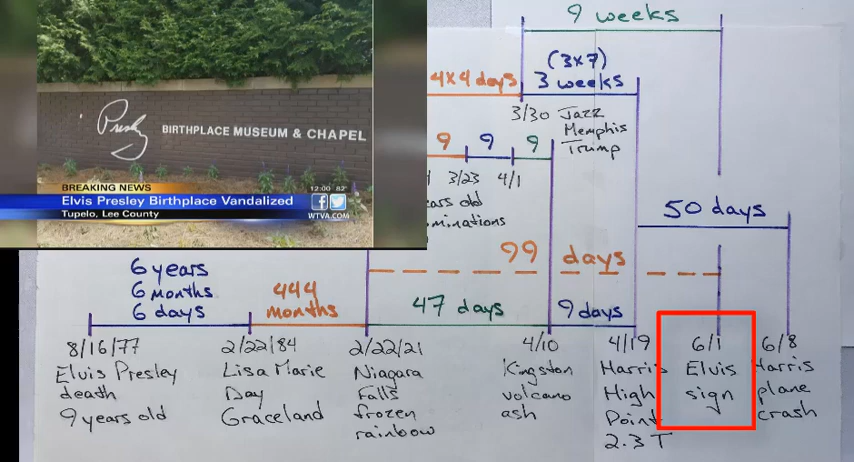 9 weeks
Presley
BIRTHPLACE MUSEUM & CHAPEL
BREAKING NEWS
12:00 82°
Elvis Presley Birthplace Vandalized
Tupelo, Lee County
WTVA.COM
4x4 days
(3x7)
3 weeks
3/30 Jazz
Memphis
Trump
9 9 9
3/23 4/1
ears old
minations
50 days
99 days
6 years
6 months
6 days
444
months
47 days
9 days
8/16/77
Elvis Presley
death
9 years old
2/22/84
Lisa Marie
Day
Graceland
2/22/21
Niagara
Falls
frozen
rainbow
4/10
Kingston
volcano
ash
4/19
Harris
High
Point
2.3 T
6/1
Elvis
sign
6/8
Harris
plane
crash